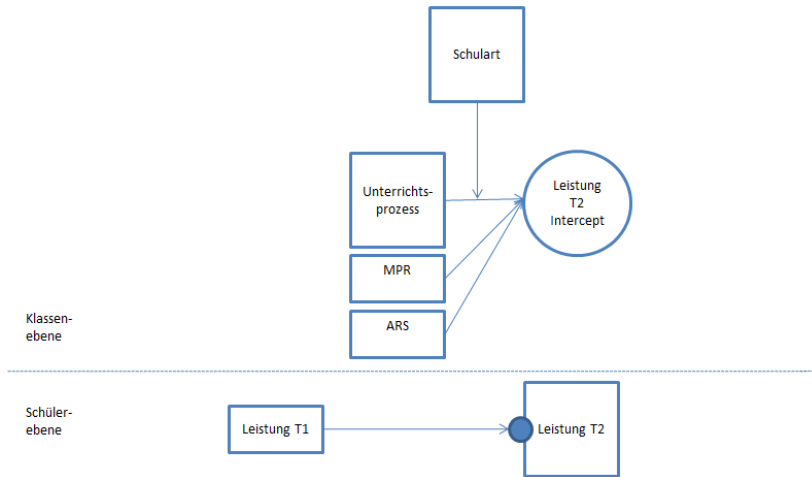 Schulart
Unterrichts-
prozess
Leistung
T2
Intercept
MPR
ARS
Klassen-
ebene
Schüler-
ebene
Leistung T1
Leistung T2